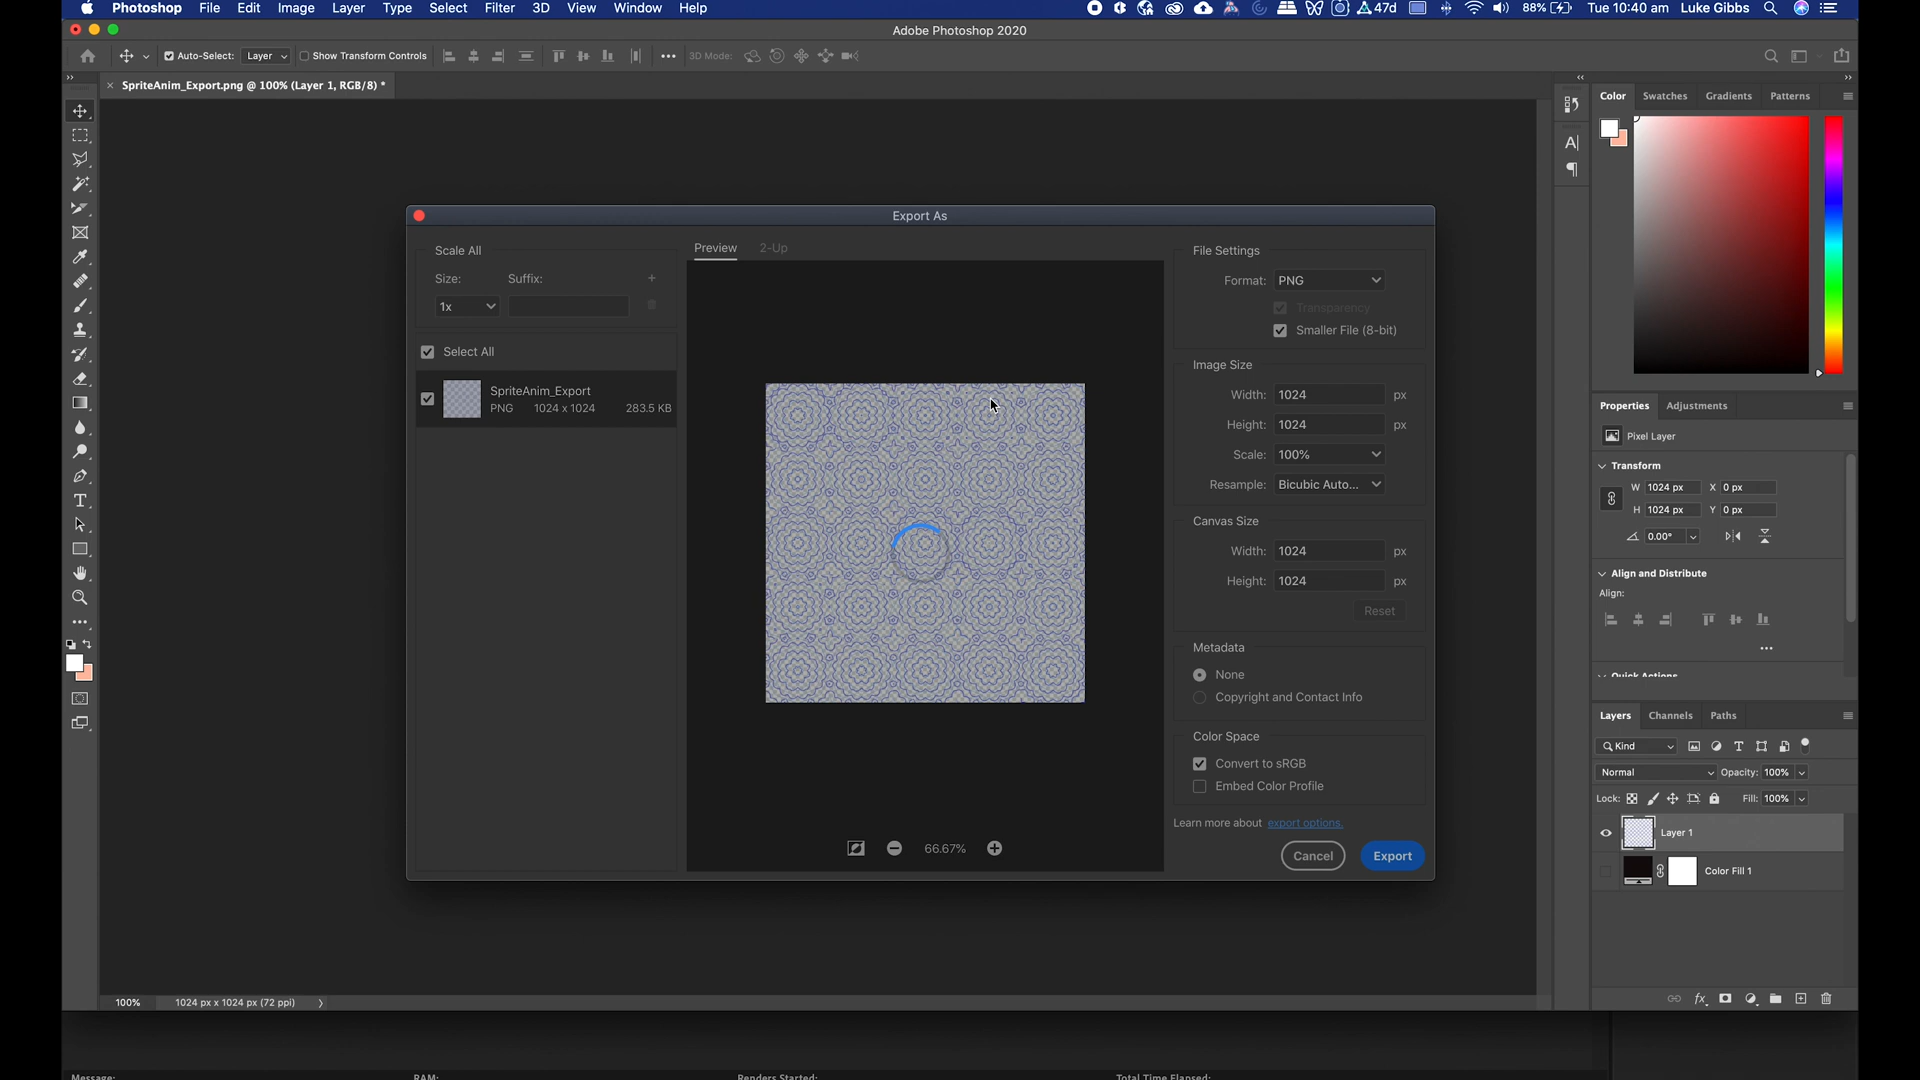 Photoshop File Edit Image Layer Type Select Filter 3D View Window Help 47d 88% Tue 10:40 am Luke Gibbs
Adobe Photoshop 2020
Auto-Select: Layer Show Transform Controls 3D Mode:
SpriteAnim_Export.png @ 100% (Layer 1, RGB/8) *
Color Swatches Gradients Patterns
Export As
Scale All
Size: Suffix:
1x
Select All
SpriteAnim_Export
PNG 1024 x 1024 283.5 KB
Preview 2-Up
66.67%
File Settings
Format: PNG
Transparency
Smaller File (8-bit)
Image Size
Width: 1024 px
Height: 1024 px
Scale: 100%
Resample: Bicubic Auto...
Canvas Size
Width: 1024 px
Height: 1024 px
Reset
Metadata
None
Copyright and Contact Info
Color Space
Convert to sRGB
Embed Color Profile
Learn more about export options.
Cancel Export
Properties Adjustments
Pixel Layer
Transform
W 1024 px X 0 px
H 1024 px Y 0 px
0.00°
Align and Distribute
Align:
Quick Actions
Layers Channels Paths
Kind
Normal Opacity: 100%
Lock: Fill: 100%
Layer 1
Color Fill 1
100% 1024 px x 1024 px (72 ppi)
Message: RAM: Renders Started: Total Time Elapsed: